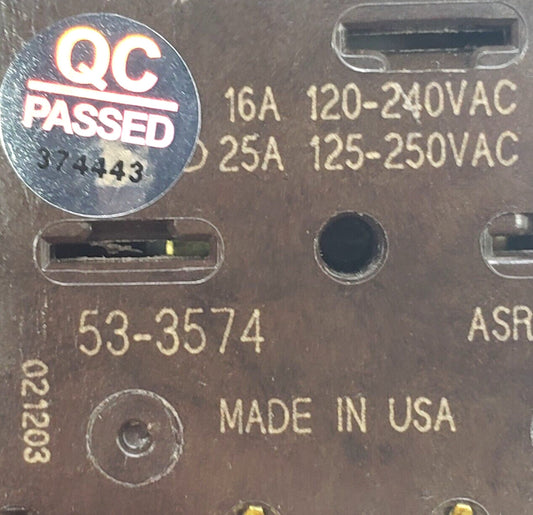 QC
PASSED
374443
16A 120-240VAC
D 25A 125-250VAC
53-3574
ASR
021203
MADE IN USA